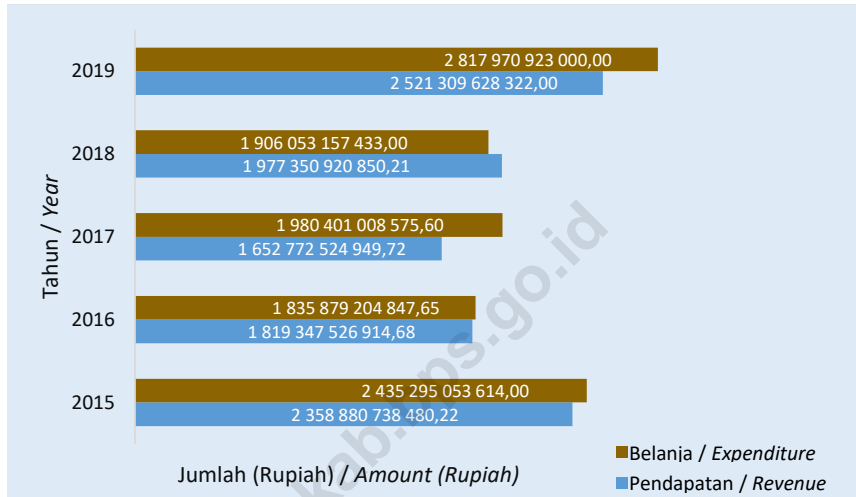 2019
2 817 970 923 000,00
2 521 309 628 322,00
2018
1 906 053 157 433,00
1 977 350 920 850,21
2017
1 980 401 008 575,60
1 652 772 524 949,72
2016
1 835 879 204 847,65
1 819 347 526 914,68
2015
2 435 295 053 614,00
2 358 880 738 480,22
Tahun / Year
Jumlah (Rupiah) / Amount (Rupiah)
Belanja / Expenditure
Pendapatan / Revenue
kab.bps.go.id